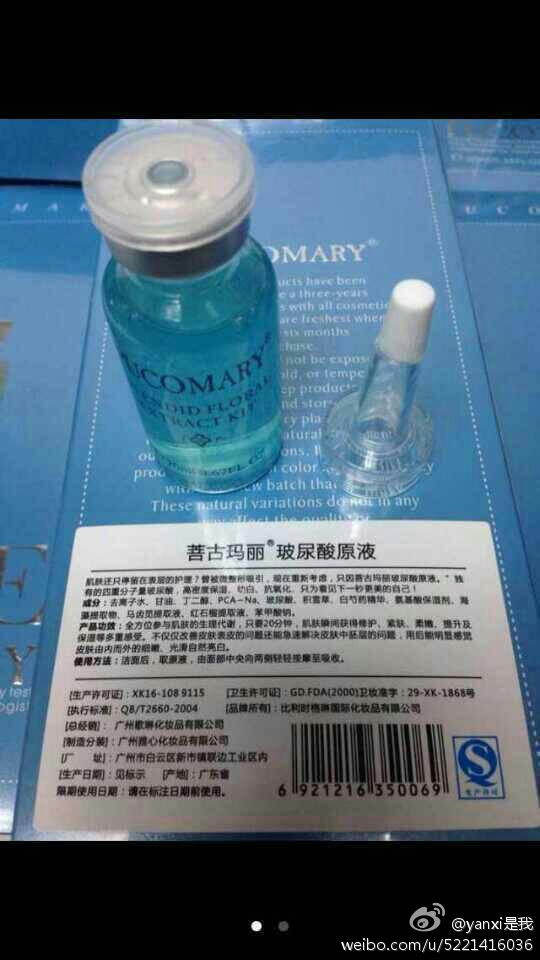 COMARY®
ducts have been
a three-years
with all cosmetic
are freshest when
six months
chase.
not be expose
old, or tempe
ep product
nd stor
ry pla
tural
UCOMARY®
ENDID FLORAL
EXTRACT KIT
color
new batch that
These natural variations do not in any
菩古玛丽®玻尿酸原液
肌肤还只停留在表层的护理？曾被微整形吸引，现在重新考虑，只因菩古玛丽玻尿酸原液。"独
有的四重分子量玻尿酸，高密度保湿、切白、抗氧化，只为看见下一秒更美的自己！
成分：去离子水、甘油、丁二醇、PCA-Na、玻尿酸、积雪草、白芍药精华、氨基酸保湿剂、海
藻提取物、马齿苋提取液、红石榴提取液、苯甲酸钠。
产品功效：全方位参与肌肤的生理代谢，只要20分钟，肌肤瞬间获得修护、紧肤、柔嫩、提升及
保湿等多重感受。不仅仅改善皮肤表皮的问题还能急速解决皮肤中胚层的问题，用后能明显感觉
皮肤由内而外的细嫩、光滑自然亮白。
使用方法：洁面后，取原液，由面部中央向两侧轻轻按摩至吸收。
[生产许可证]：XK16-108 9115 [卫生许可证]：GD.FDA(2000)卫妆准字：29-XK-1868号
[执行标准]：QB/T2660-2004 [品牌所有]：比利时格琳国际化妆品有限公司
[总经销]：广州歌琳化妆品有限公司
[制造分装]：广州雅心化妆品有限公司
[厂 址]：广州市白云区新市镇联边工业区内
[生产日期]：见标示 [产地]：广东省
限期使用日期：请在标注日期前使用。
6 921216 350069
生产许可
@yanxi是我
weibo.com/u/5221416036